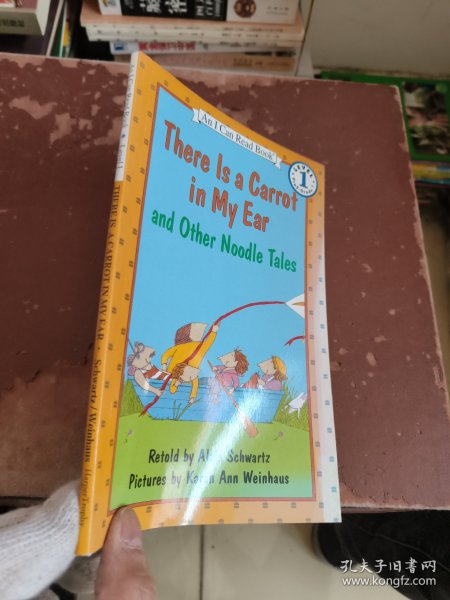 An I Can Read Book
LEVEL
1
There Is a Carrot
in My Ear
and Other Noodle Tales
Retold by Schwartz
Pictures by Karen Ann Weinhaus
THERE IS A CARROT IN MY EAR Schwartz / Weinhaus HarperTrophy
孔夫子旧书网
www.kongfz.com